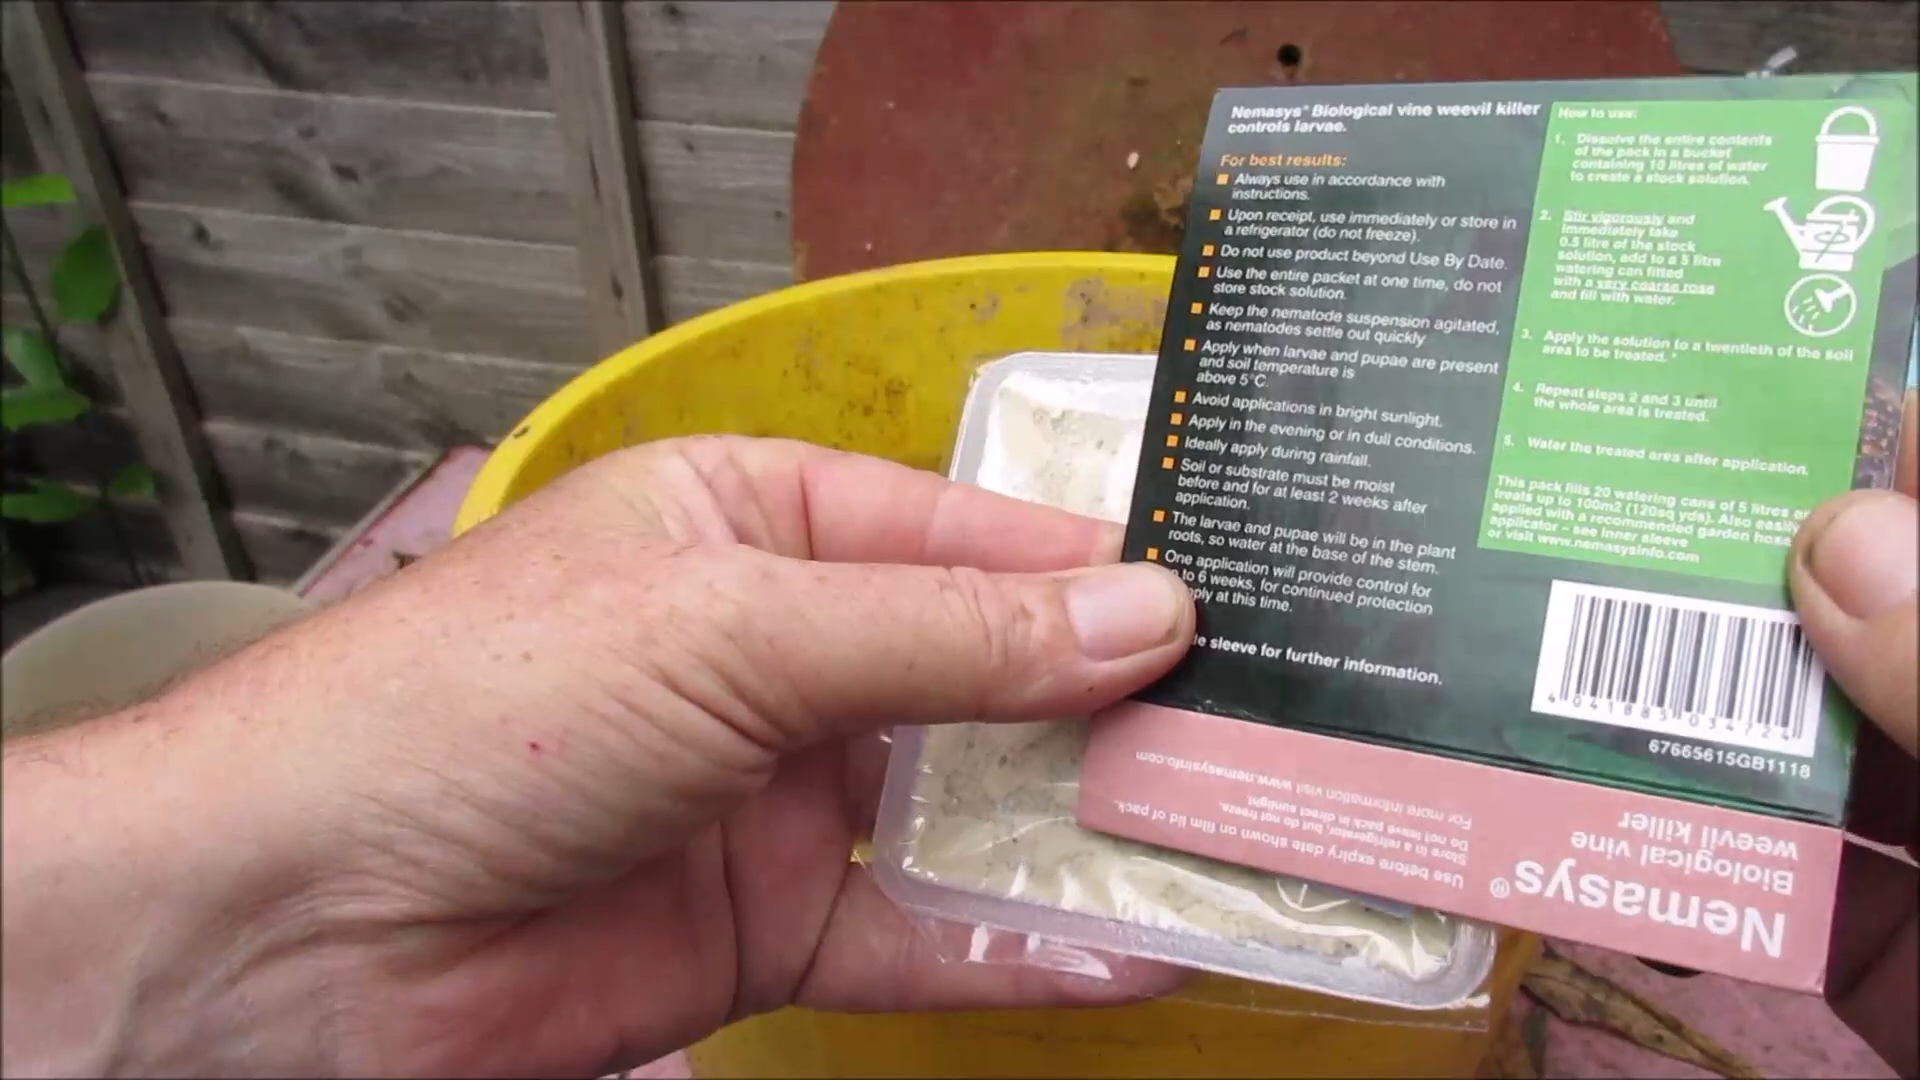 Nemasys® Biological vine weevil killer
controls larvae.
For best results:
Always use in accordance with
instructions.
Upon receipt, use immediately or store in
a refrigerator (do not freeze).
Do not use product beyond Use By Date.
Use the entire packet at one time, do not
store stock solution.
Keep the nematode suspension agitated,
as nematodes settle out quickly
Apply when larvae and pupae are present
and soil temperature is
above 5°C.
Avoid applications in bright sunlight.
Apply in the evening or in dull conditions.
Ideally apply during rainfall.
Soil or substrate must be moist
before and for at least 2 weeks after
application.
The larvae and pupae will be in the plant
roots, so water at the base of the stem.
One application will provide control for
to 6 weeks, for continued protection
at this time.
sleeve for further information.
How to use:
1. Dissolve the entire contents
of the pack in a bucket
containing 10 litres of water
to create a stock solution.
2. Stir vigorously and
immediately take
0.5 litre of the stock
solution, add to a 5 litre
watering can fitted
with a very coarse rose
and fill with water.
3. Apply the solution to a twentieth of the soil
area to be treated. *
4. Repeat steps 2 and 3 until
the whole area is treated.
5. Water the treated area after application.
This pack fills 20 watering cans of 5 litres
treats up to 100m2 (120sq yds). Also easily
applied with a recommended garden hose
applicator – see inner sleeve
or visit www.nemasysinfo.com
4 041885 034724
67665615GB1118
Nemasys®
Biological vine
weevil killer
Use before expiry date shown on film lid of pack.
Store in a refrigerator, but do not freeze.
Do not leave pack in direct sunlight
For more information visit www.nemasysinfo.com